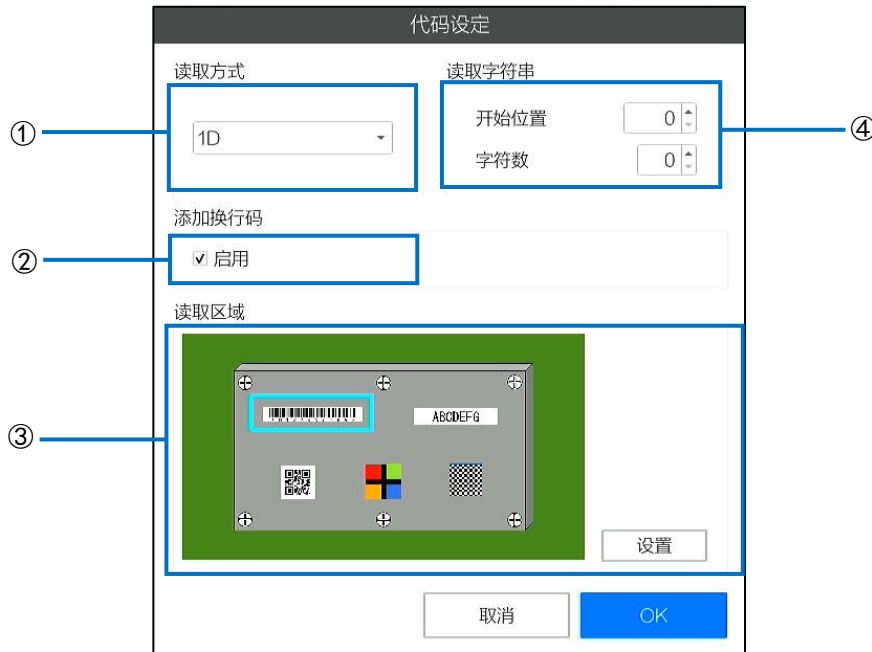 代码设定
读取方式
读取字符串
①
1D
开始位置 0
④
字符数 0
添加换行码
②
启用
读取区域
③
ABCDEFG
设置
取消
OK